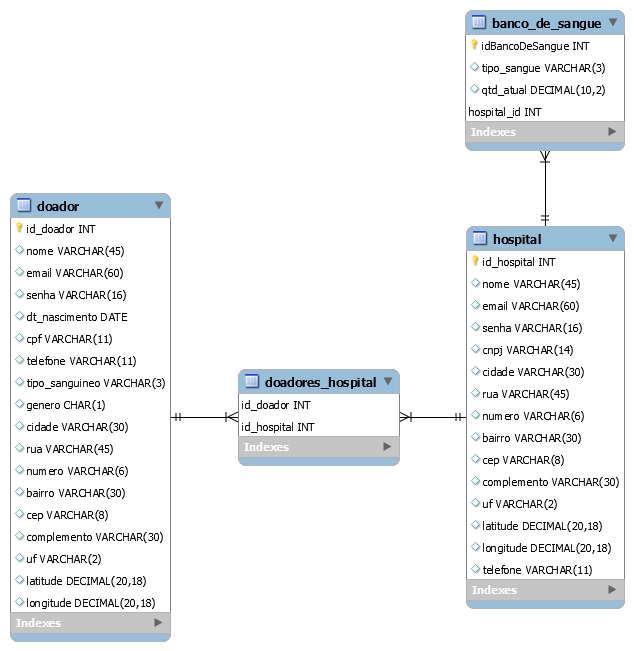 banco_de_sangue
idBancoDeSangue INT
tipo_sangue VARCHAR(3)
qtd_atual DECIMAL(10,2)
hospital_id INT
Indexes
doador
id_doador INT
nome VARCHAR(45)
email VARCHAR(60)
senha VARCHAR(16)
dt_nascimento DATE
cpf VARCHAR(11)
telefone VARCHAR(11)
tipo_sanguineo VARCHAR(3)
genero CHAR(1)
cidade VARCHAR(30)
rua VARCHAR(45)
numero VARCHAR(6)
bairro VARCHAR(30)
cep VARCHAR(8)
complemento VARCHAR(30)
uf VARCHAR(2)
latitude DECIMAL(20,18)
longitude DECIMAL(20,18)
Indexes
doadores_hospital
id_doador INT
id_hospital INT
Indexes
hospital
id_hospital INT
nome VARCHAR(45)
email VARCHAR(60)
senha VARCHAR(16)
cnpj VARCHAR(14)
cidade VARCHAR(30)
rua VARCHAR(45)
numero VARCHAR(6)
bairro VARCHAR(30)
cep VARCHAR(8)
complemento VARCHAR(30)
uf VARCHAR(2)
latitude DECIMAL(20,18)
longitude DECIMAL(20,18)
telefone VARCHAR(11)
Indexes